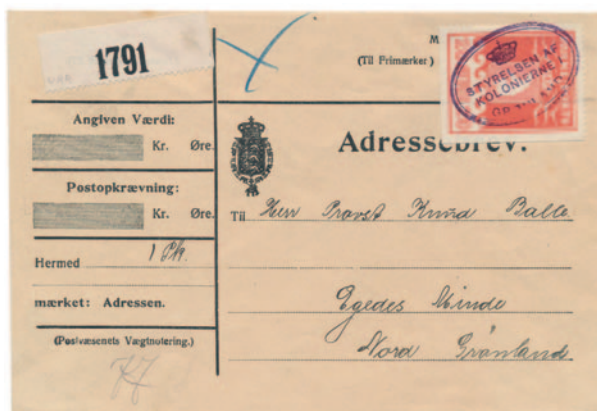 1791
M
(Til Frimærker)
STYRELSEN AF
KOLONIERNE I
Angiven Værdi:
Kr. Øre.
Adressebrev.
Postopkrævning:
Kr. Øre.
Til Herr Provst Knud Balle
Hermed 1 Pk.
mærket: Adressen.
Egedes Minde
(Postvæsenets Vægtnotering.)
Nord Grønland.